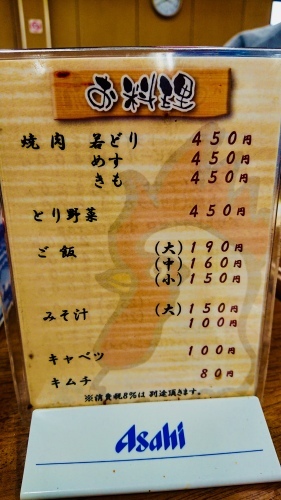 お料理
焼肉 若どり 450円
めす 450円
きも 450円
とり野菜 450円
ご飯 (大) 190円
(中) 160円
(小) 150円
みそ汁 (大) 150円
100円
キャベツ 100円
キムチ 80円
※消費税8%は別途頂きます。
Asahi